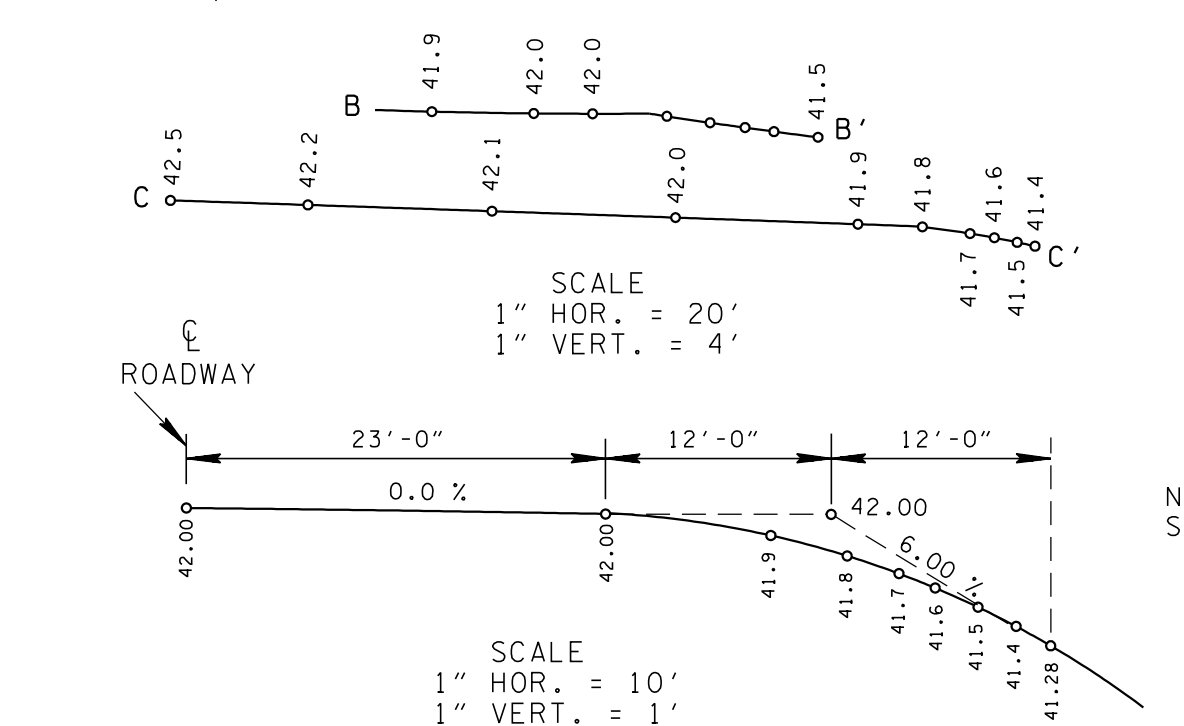 41.9
42.0
42.0
41.5
B
B'
42.5
42.2
42.1
42.0
41.9
41.8
41.6
41.4
C
C'
41.7
41.5
SCALE
1" HOR. = 20'
1" VERT. = 4'
℄
ROADWAY
23'-0"
12'-0"
12'-0"
0.0 %
42.00
6.00 %
N
S
42.00
42.00
41.9
41.8
41.7
41.6
41.5
41.4
41.28
SCALE
1" HOR. = 10'
1" VERT. = 1'